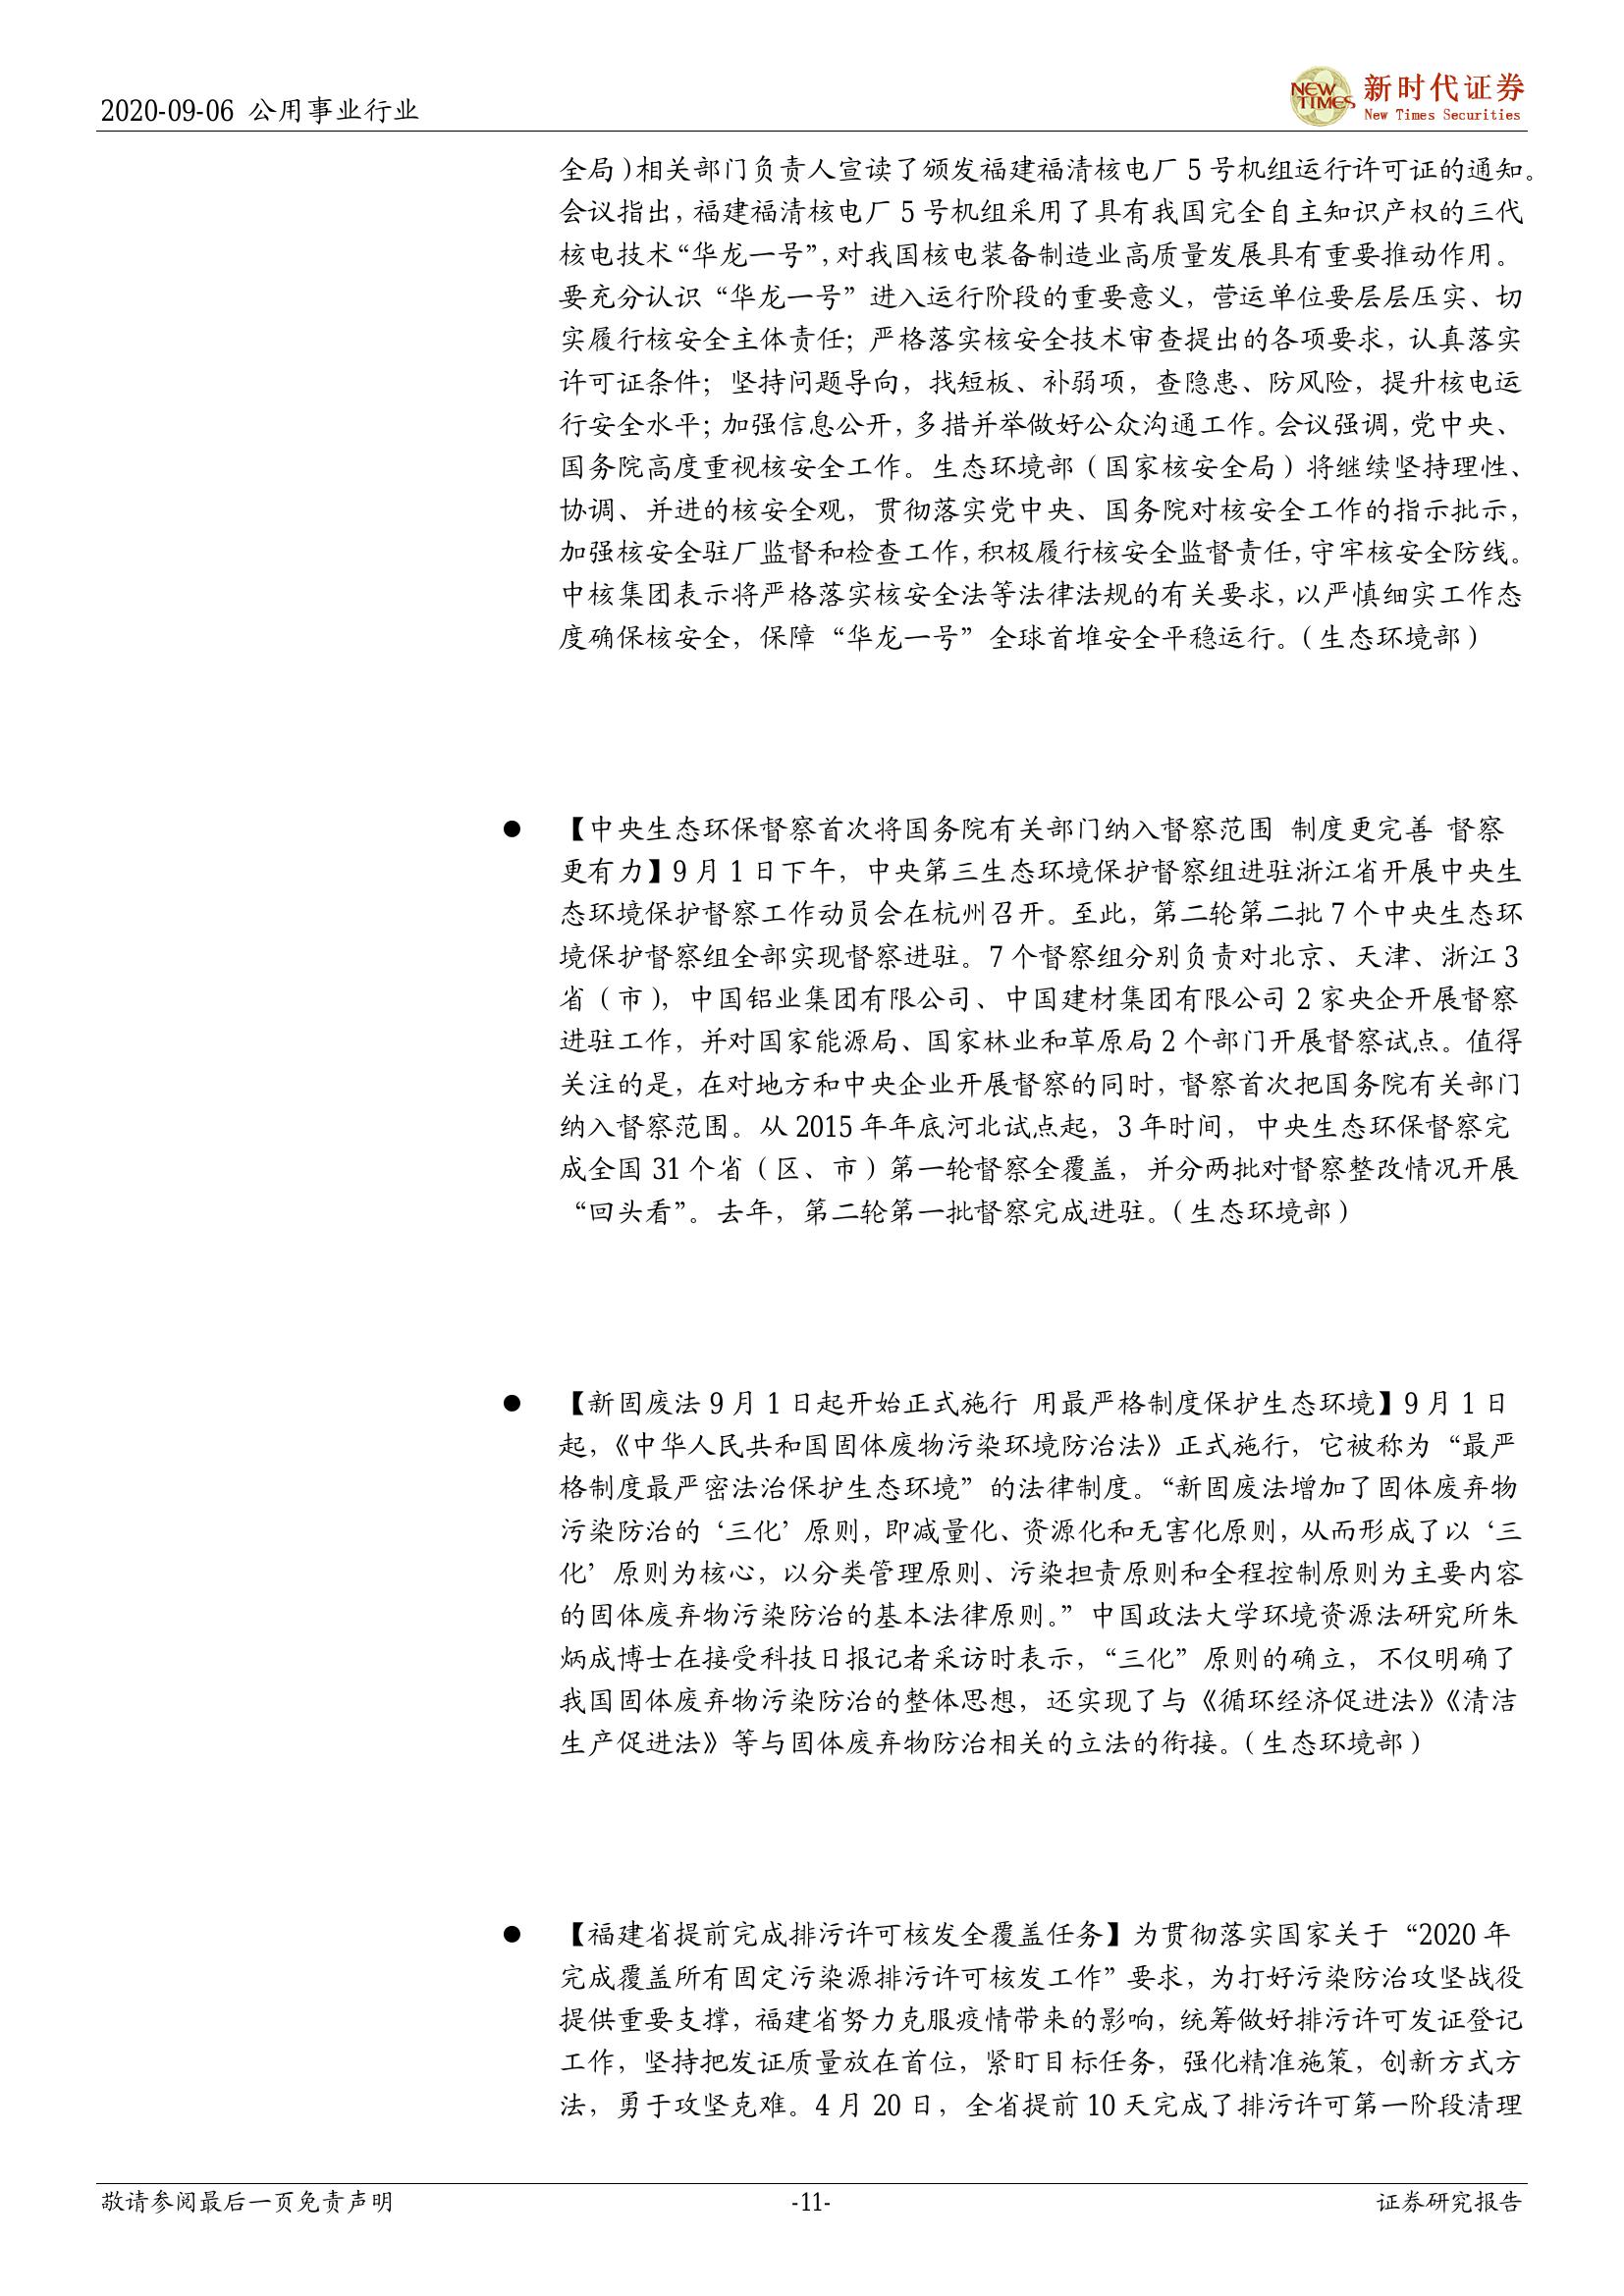 2020-09-06 公用事业行业
NEW TIMES 新时代证券
New Times Securities
全局）相关部门负责人宣读了颁发福建福清核电厂 5 号机组运行许可证的通知。
会议指出，福建福清核电厂 5 号机组采用了具有我国完全自主知识产权的三代
核电技术“华龙一号”，对我国核电装备制造业高质量发展具有重要推动作用。
要充分认识“华龙一号”进入运行阶段的重要意义，营运单位要层层压实、切
实履行核安全主体责任；严格落实核安全技术审查提出的各项要求，认真落实
许可证条件；坚持问题导向，找短板、补弱项，查隐患、防风险，提升核电运
行安全水平；加强信息公开，多措并举做好公众沟通工作。会议强调，党中央、
国务院高度重视核安全工作。生态环境部（国家核安全局）将继续坚持理性、
协调、并进的核安全观，贯彻落实党中央、国务院对核安全工作的指示批示，
加强核安全驻厂监督和检查工作，积极履行核安全监督责任，守牢核安全防线。
中核集团表示将严格落实核安全法等法律法规的有关要求，以严慎细实工作态
度确保核安全，保障“华龙一号”全球首堆安全平稳运行。（生态环境部）
● 【中央生态环保督察首次将国务院有关部门纳入督察范围 制度更完善 督察
更有力】9 月 1 日下午，中央第三生态环境保护督察组进驻浙江省开展中央生
态环境保护督察工作动员会在杭州召开。至此，第二轮第二批 7 个中央生态环
境保护督察组全部实现督察进驻。7 个督察组分别负责对北京、天津、浙江 3
省（市），中国铝业集团有限公司、中国建材集团有限公司 2 家央企开展督察
进驻工作，并对国家能源局、国家林业和草原局 2 个部门开展督察试点。值得
关注的是，在对地方和中央企业开展督察的同时，督察首次把国务院有关部门
纳入督察范围。从 2015 年年底河北试点起，3 年时间，中央生态环保督察完
成全国 31 个省（区、市）第一轮督察全覆盖，并分两批对督察整改情况开展
“回头看”。去年，第二轮第一批督察完成进驻。（生态环境部）
● 【新固废法 9 月 1 日起开始正式施行 用最严格制度保护生态环境】9 月 1 日
起，《中华人民共和国固体废物污染环境防治法》正式施行，它被称为“最严
格制度最严密法治保护生态环境”的法律制度。“新固废法增加了固体废弃物
污染防治的‘三化’原则，即减量化、资源化和无害化原则，从而形成了以‘三
化’原则为核心，以分类管理原则、污染担责原则和全程控制原则为主要内容
的固体废弃物污染防治的基本法律原则。”中国政法大学环境资源法研究所朱
炳成博士在接受科技日报记者采访时表示，“三化”原则的确立，不仅明确了
我国固体废弃物污染防治的整体思想，还实现了与《循环经济促进法》《清洁
生产促进法》等与固体废弃物防治相关的立法的衔接。（生态环境部）
● 【福建省提前完成排污许可核发全覆盖任务】为贯彻落实国家关于“2020 年
完成覆盖所有固定污染源排污许可核发工作”要求，为打好污染防治攻坚战役
提供重要支撑，福建省努力克服疫情带来的影响，统筹做好排污许可发证登记
工作，坚持把发证质量放在首位，紧盯目标任务，强化精准施策，创新方式方
法，勇于攻坚克难。4 月 20 日，全省提前 10 天完成了排污许可第一阶段清理
敬请参阅最后一页免责声明 -11- 证券研究报告